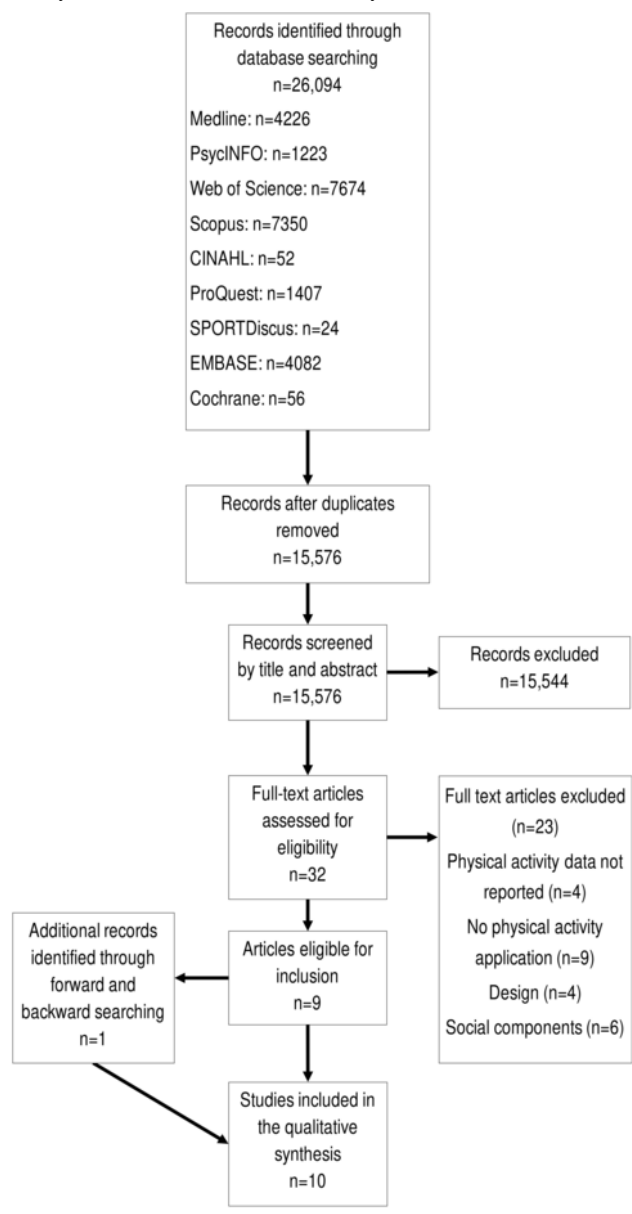 Records identified through
database searching
n=26,094
Medline: n=4226
PsycINFO: n=1223
Web of Science: n=7674
Scopus: n=7350
CINAHL: n=52
ProQuest: n=1407
SPORTDiscus: n=24
EMBASE: n=4082
Cochrane: n=56
Records after duplicates
removed
n=15,576
Records screened
by title and abstract
n=15,576
Records excluded
n=15,544
Full-text articles
assessed for
eligibility
n=32
Full text articles excluded
(n=23)
Physical activity data not
reported (n=4)
No physical activity
application (n=9)
Design (n=4)
Social components (n=6)
Articles eligible for
inclusion
n=9
Additional records
identified through
forward and
backward searching
n=1
Studies included in
the qualitative
synthesis
n=10